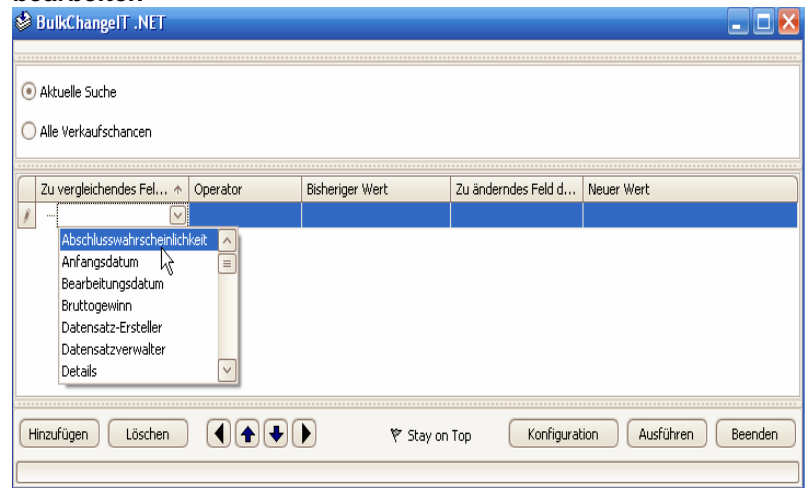 BulkChangeIT .NET
Aktuelle Suche
Alle Verkaufschancen
Zu vergleichendes Fel... Operator Bisheriger Wert Zu änderndes Feld d... Neuer Wert
Abschlusswahrscheinlichkeit
Anfangsdatum
Bearbeitungsdatum
Bruttogewinn
Datensatz-Ersteller
Datensatzverwalter
Details
Hinzufügen Löschen Stay on Top Konfiguration Ausführen Beenden